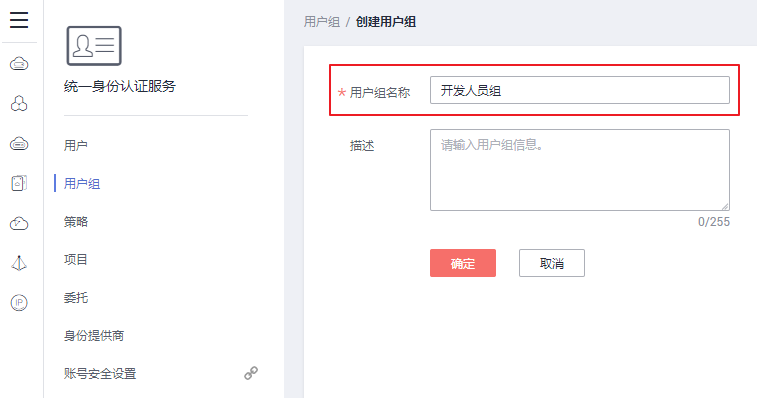 用户组 / 创建用户组
统一身份认证服务
用户
用户组
策略
项目
委托
身份提供商
账号安全设置
* 用户组名称
开发人员组
描述
请输入用户组信息。
0/255
确定
取消
IP